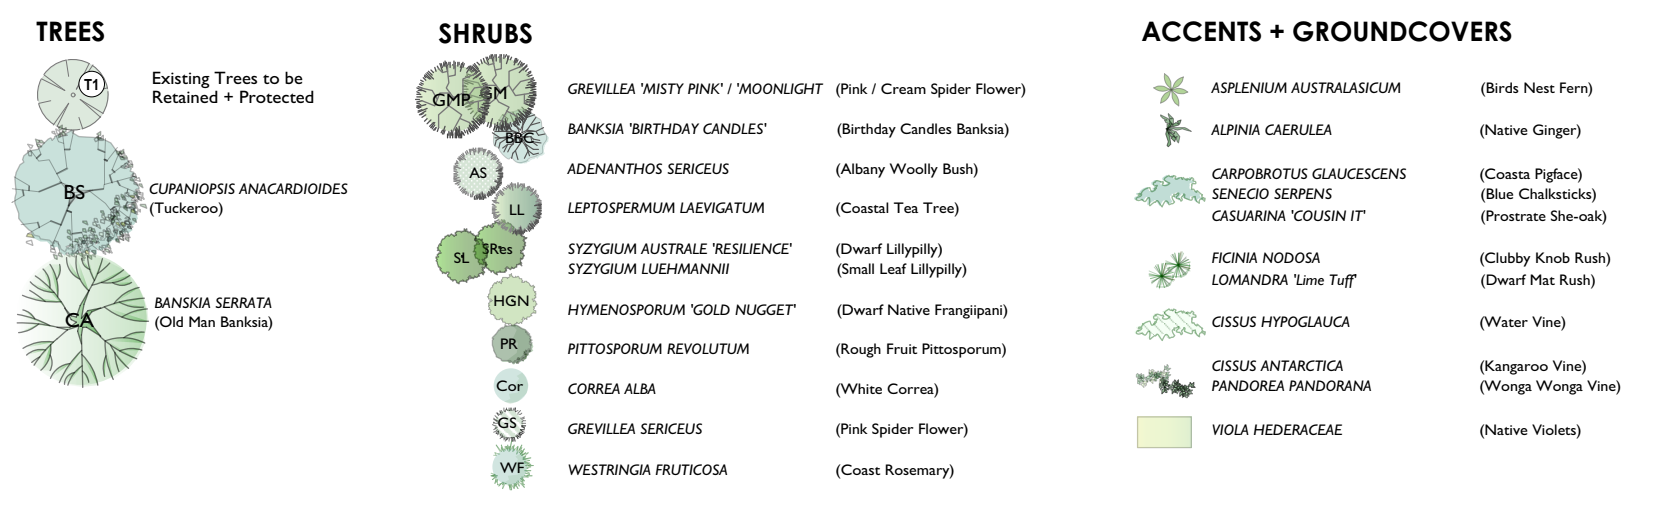 TREES
T1
Existing Trees to be
Retained + Protected
BS
CUPANIOPSIS ANACARDIOIDES
(Tuckeroo)
CA
BANSKIA SERRATA
(Old Man Banksia)
SHRUBS
GMP GM
GREVILLEA 'MISTY PINK' / 'MOONLIGHT (Pink / Cream Spider Flower)
BBC
BANKSIA 'BIRTHDAY CANDLES' (Birthday Candles Banksia)
AS
ADENANTHOS SERICEUS (Albany Woolly Bush)
LL
LEPTOSPERMUM LAEVIGATUM (Coastal Tea Tree)
SL SRes
SYZYGIUM AUSTRALE 'RESILIENCE' (Dwarf Lillypilly)
SYZYGIUM LUEHMANNII (Small Leaf Lillypilly)
HGN
HYMENOSPORUM 'GOLD NUGGET' (Dwarf Native Frangiipani)
PR
PITTOSPORUM REVOLUTUM (Rough Fruit Pittosporum)
Cor
CORREA ALBA (White Correa)
GS
GREVILLEA SERICEUS (Pink Spider Flower)
WF
WESTRINGIA FRUTICOSA (Coast Rosemary)
ACCENTS + GROUNDCOVERS
ASPLENIUM AUSTRALASICUM (Birds Nest Fern)
ALPINIA CAERULEA (Native Ginger)
CARPOBROTUS GLAUCESCENS (Coasta Pigface)
SENECIO SERPENS (Blue Chalksticks)
CASUARINA 'COUSIN IT' (Prostrate She-oak)
FICINIA NODOSA (Clubby Knob Rush)
LOMANDRA 'Lime Tuff' (Dwarf Mat Rush)
CISSUS HYPOGLAUCA (Water Vine)
CISSUS ANTARCTICA (Kangaroo Vine)
PANDOREA PANDORANA (Wonga Wonga Vine)
VIOLA HEDERACEAE (Native Violets)